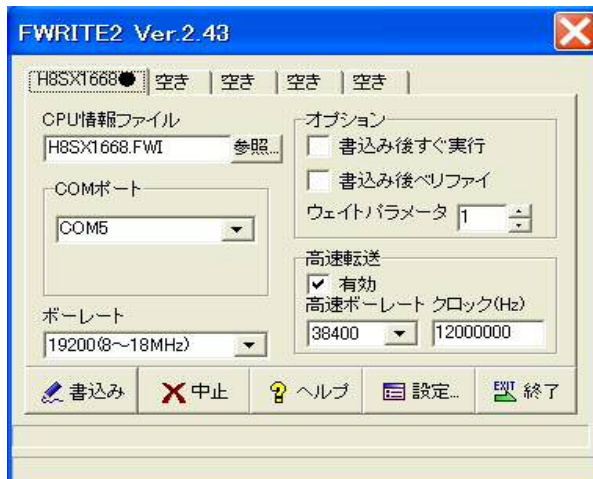 FWRITE2 Ver.2.43
H8SX1668● 空き 空き 空き 空き
CPU情報ファイル
H8SX1668.FWI 参照...
COMポート
COM5
ボーレート
19200(8～18MHz)
オプション
書込み後すぐ実行
書込み後ベリファイ
ウェイトパラメータ 1
高速転送
有効
高速ボーレート クロック(Hz)
38400 12000000
書込み 中止 ヘルプ 設定... EXIT 終了